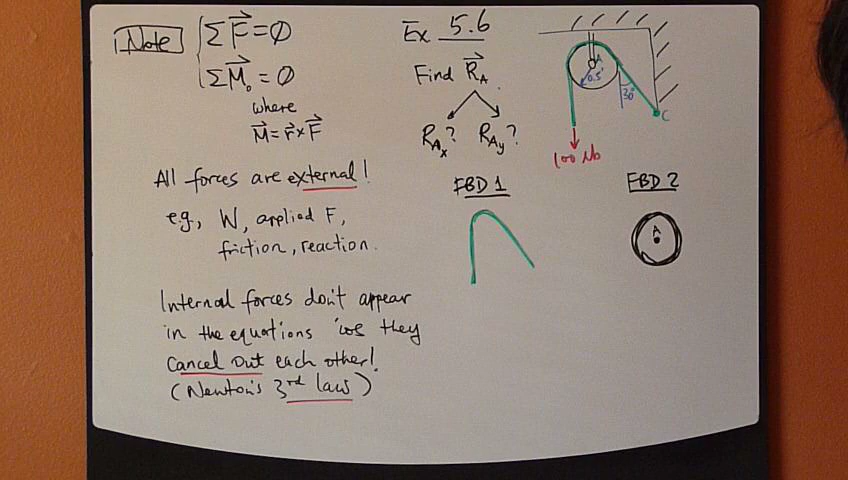 Note
ΣF⃗ = 0
ΣM⃗o = 0
where
M⃗ = r⃗ × F⃗
All forces are external!
e.g., W, applied F,
friction, reaction.
Internal forces don't appear
in the equations 'cos they
Cancel out each other!
(Newton's 3rd law)
Ex 5.6
Find R⃗A
RAx? RAy?
A
0.5'
30°
C
100 lb
FBD 1
FBD 2
A